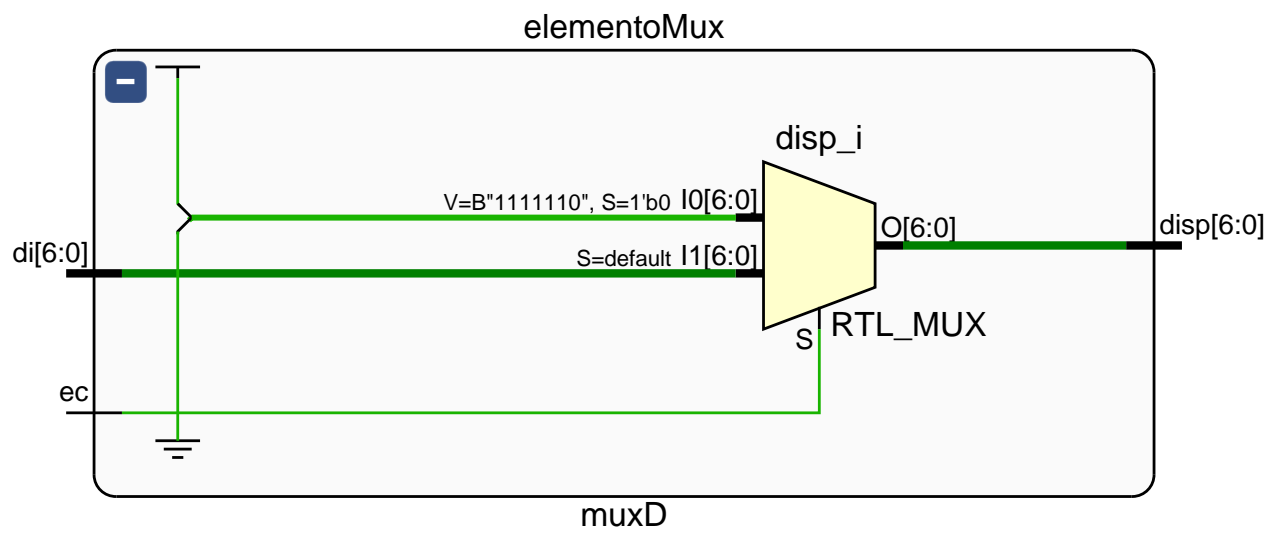 elementoMux
disp_i
V=B"1111110", S=1'b0 I0[6:0]
disp[6:0]
O[6:0]
di[6:0]
S=default I1[6:0]
RTL_MUX
S
ec
muxD